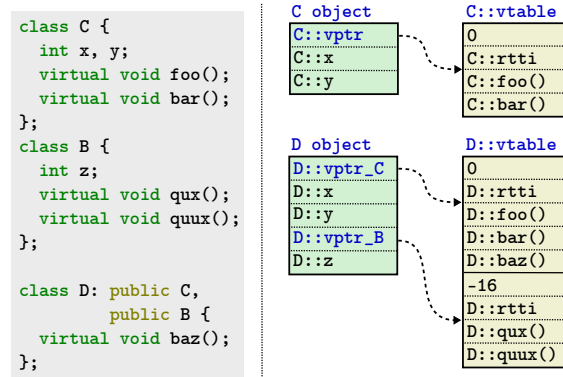 class C {
  int x, y;
  virtual void foo();
  virtual void bar();
};
class B {
  int z;
  virtual void qux();
  virtual void quux();
};
class D: public C,
         public B {
  virtual void baz();
};
C object
C::vptr
C::x
C::y
C::vtable
0
C::rtti
C::foo()
C::bar()
D object
D::vptr_C
D::x
D::y
D::vptr_B
D::z
D::vtable
0
D::rtti
D::foo()
D::bar()
D::baz()
-16
D::rtti
D::qux()
D::quux()